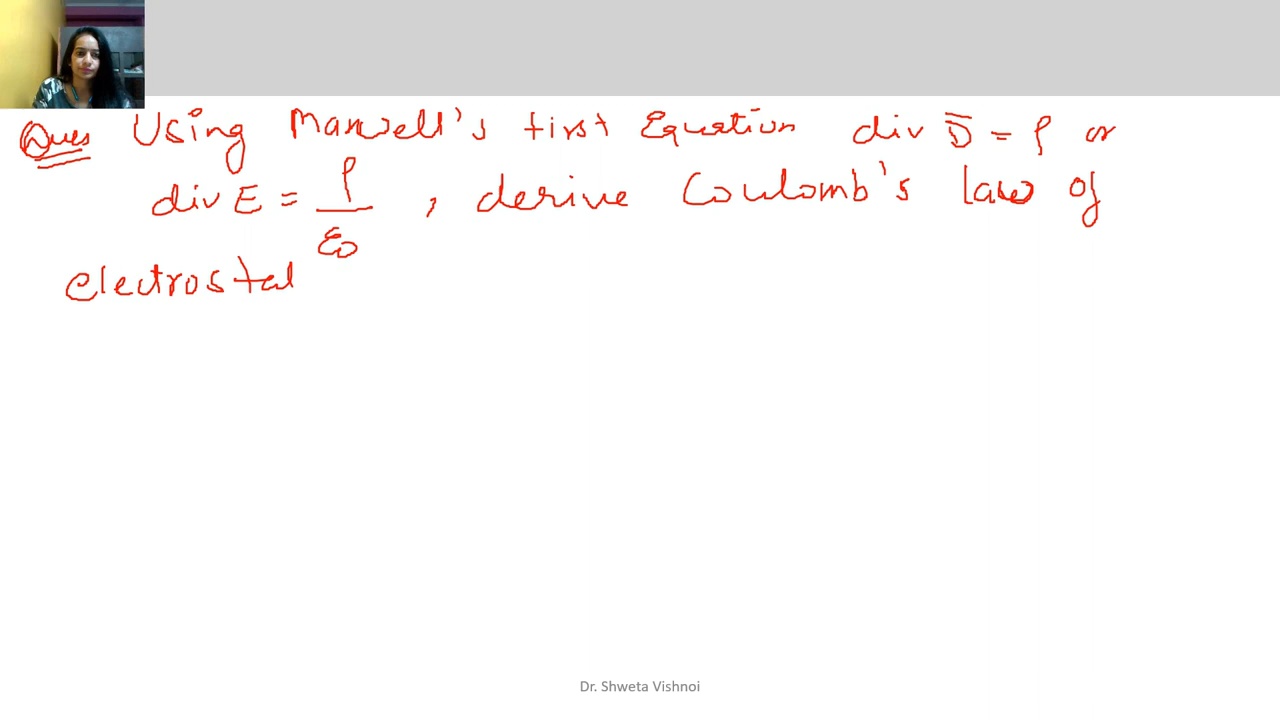 Ques Using Maxwell's first Equation div D̅ = ρ or
div E = ρ/ε0 , derive Coulomb's law of
electrostat
Dr. Shweta Vishnoi